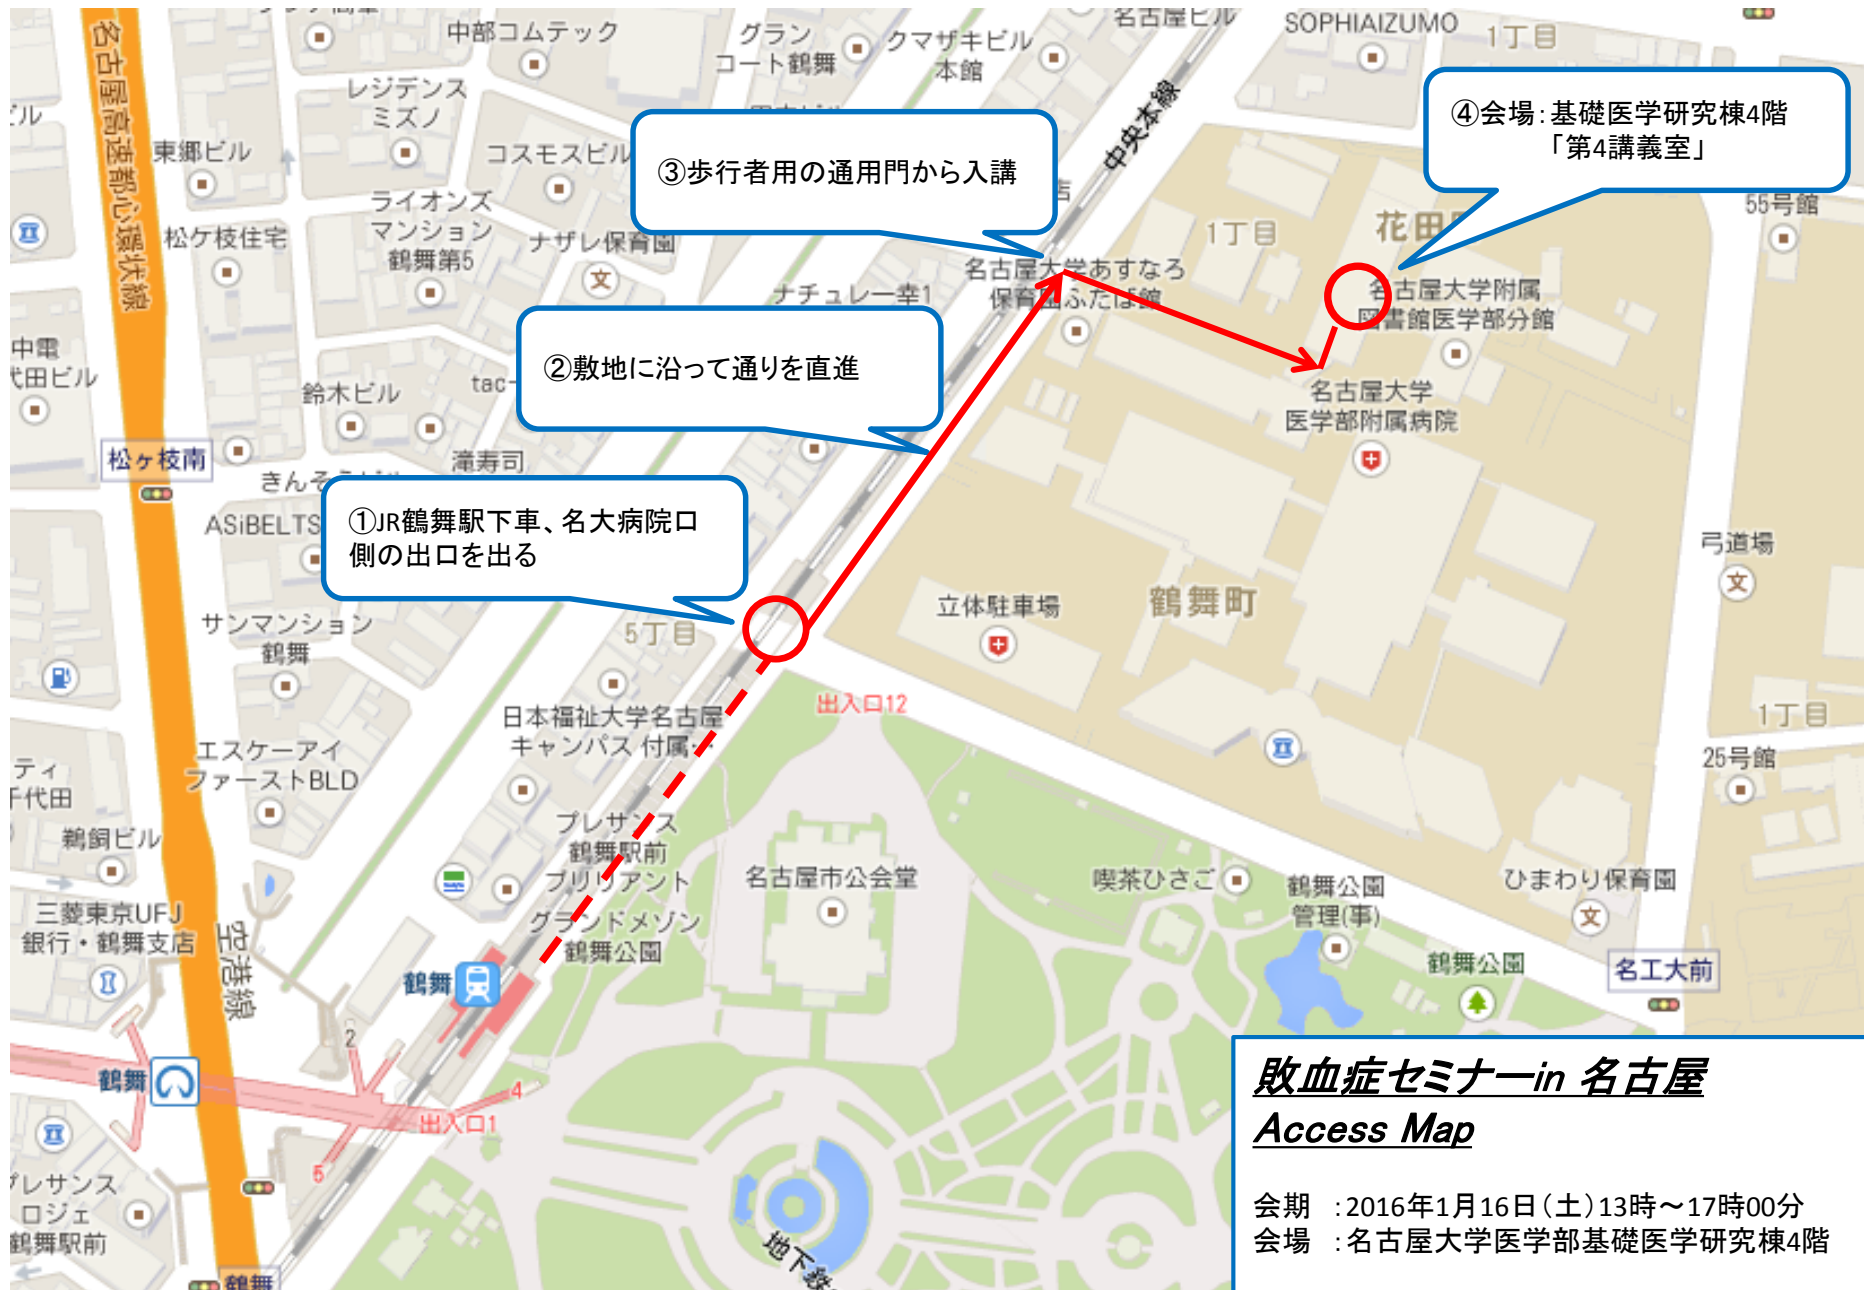 中部コムテック
グラン
コート鶴舞
クマザキビル
本館
名古屋ビル
SOPHIAIZUMO
1丁目
名古屋高速都心環状線
レジデンス
ミズノ
東郷ビル
コスモスビル
③歩行者用の通用門から入講
中央本線
④会場：基礎医学研究棟4階
「第4講義室」
55号館
ライオンズ
マンション
鶴舞第5
松ケ枝住宅
ナザレ保育園
1丁目
花田
名古屋大学あすなろ
保育園ふたば館
ナチュレ一幸1
名古屋大学附属
図書館医学部分館
中電
代田ビル
②敷地に沿って通りを直進
鈴木ビル
tac-
名古屋大学
医学部附属病院
松ヶ枝南
滝寿司
ASiBELTS
①JR鶴舞駅下車、名大病院口
側の出口を出る
弓道場
サンマンション
鶴舞
5丁目
立体駐車場
鶴舞町
出入口12
日本福祉大学名古屋
キャンパス 付属…
1丁目
エスケーアイ
ファーストBLD
25号館
ティ
千代田
鵜飼ビル
プレサンス
鶴舞駅前
ブリリアント
名古屋市公会堂
喫茶ひさご
鶴舞公園
管理(事)
ひまわり保育園
三菱東京UFJ
銀行・鶴舞支店
空港線
グランドメゾン
鶴舞公園
鶴舞公園
名工大前
鶴舞
2
鶴舞
4
出入口1
5
プレサンス
ロジェ
鶴舞駅前
鶴舞
地下鉄
敗血症セミナーin 名古屋
Access Map
会期 ：2016年1月16日（土）13時～17時00分
会場 ：名古屋大学医学部基礎医学研究棟4階